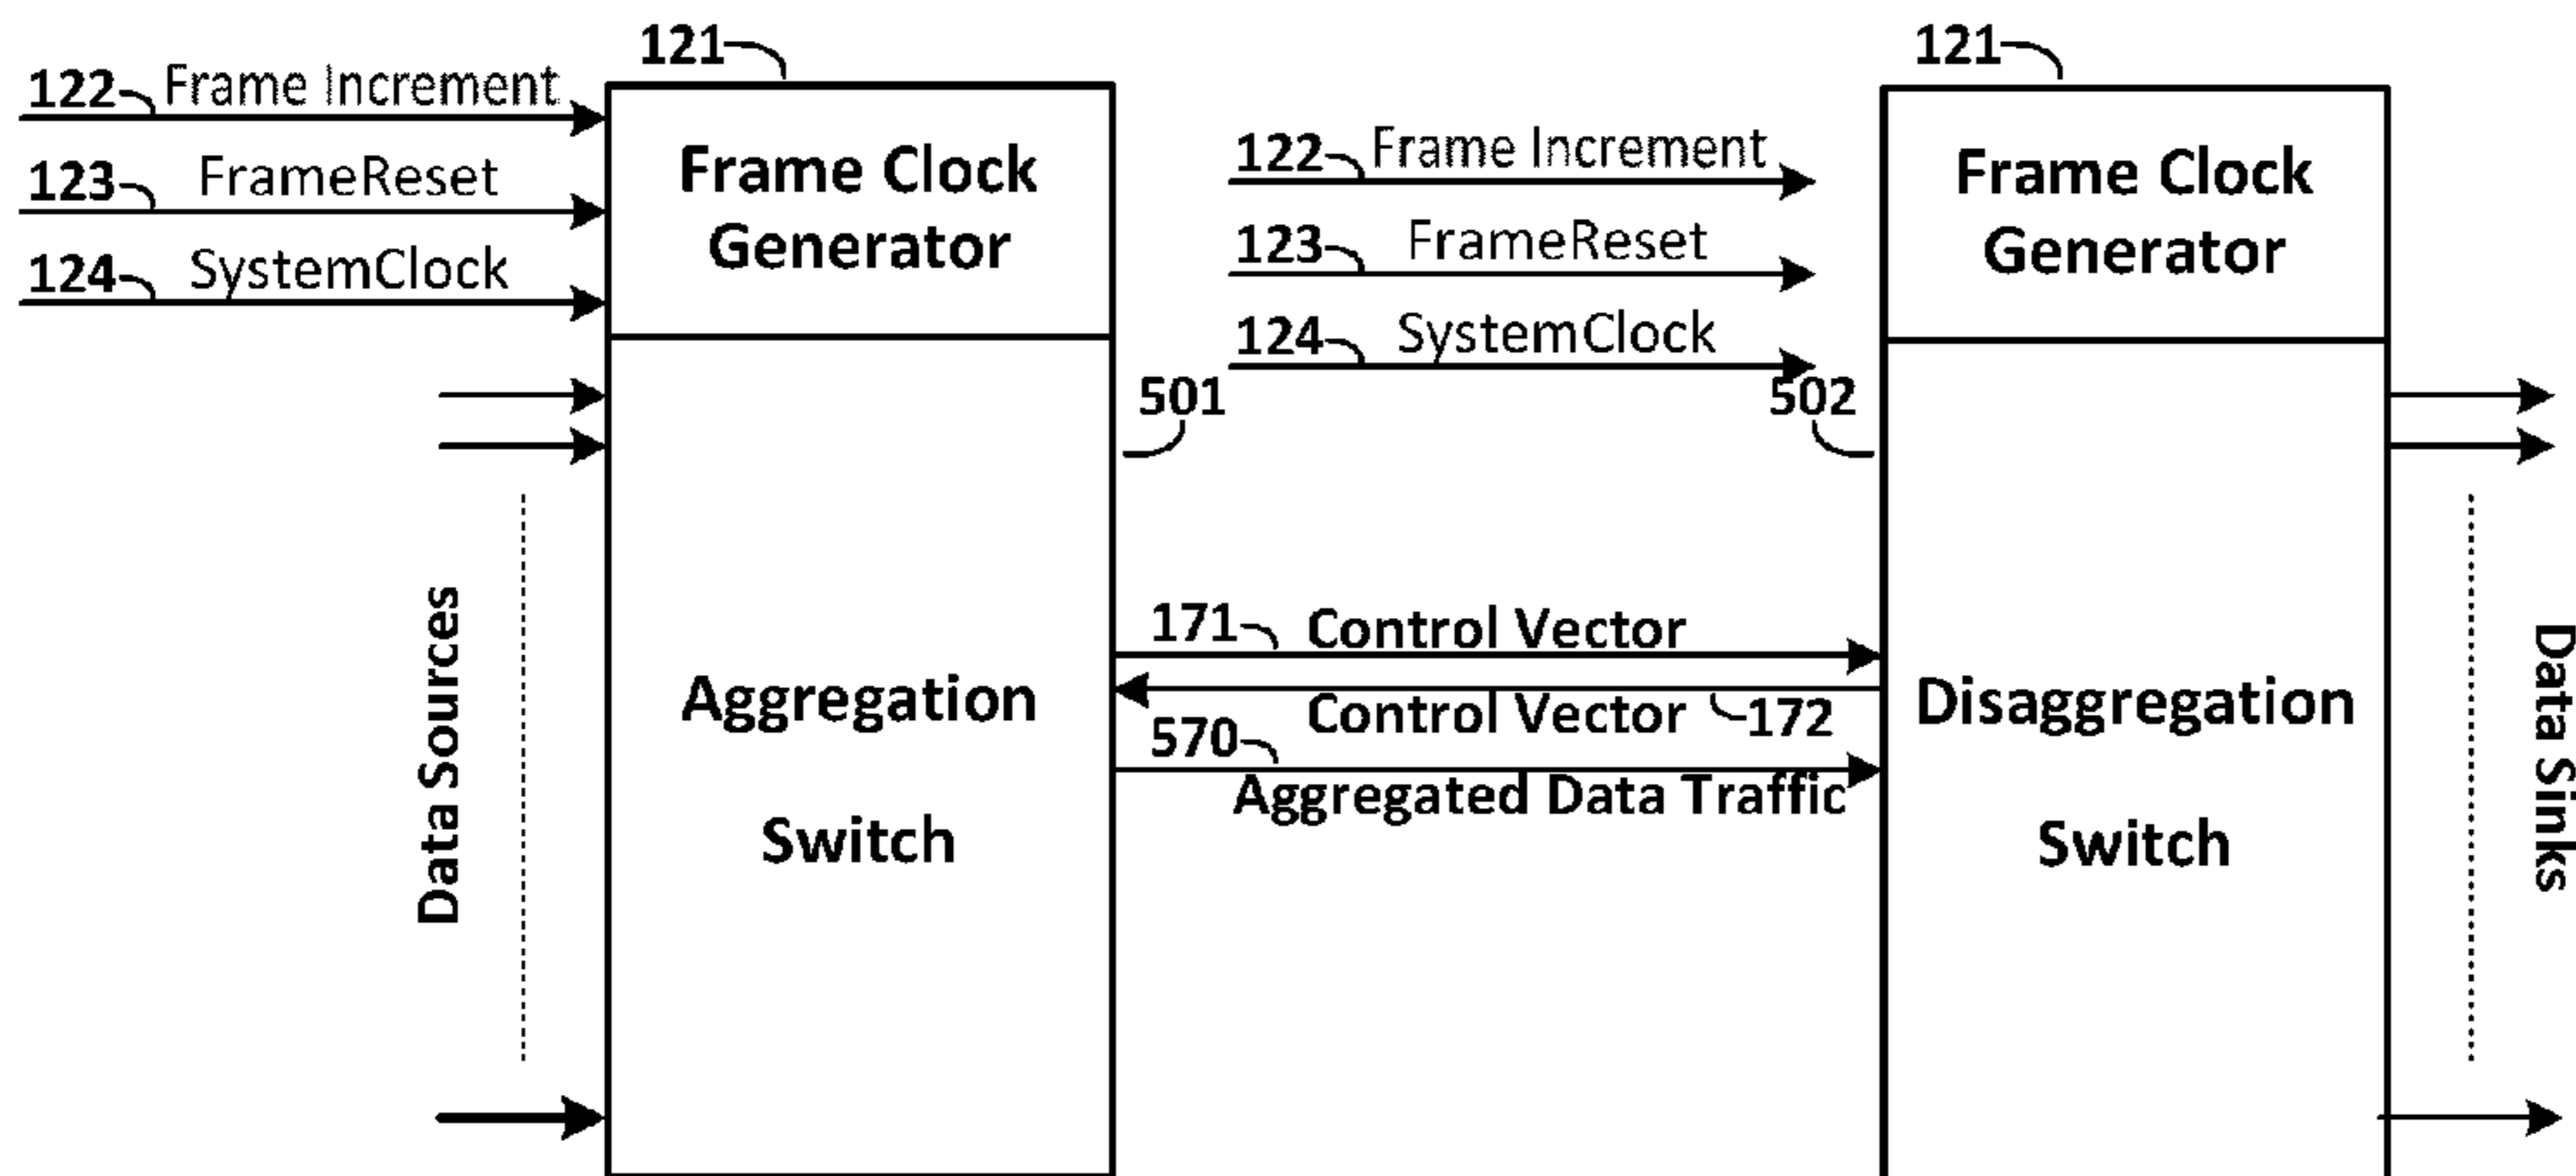 121
122 Frame Increment
123 FrameReset
124 SystemClock
Frame Clock
Generator
Data Sources
Aggregation
Switch
501
122 Frame Increment
123 FrameReset
124 SystemClock
502
171 Control Vector
Control Vector 172
570
Aggregated Data Traffic
121
Frame Clock
Generator
Disaggregation
Switch
Data Sinks